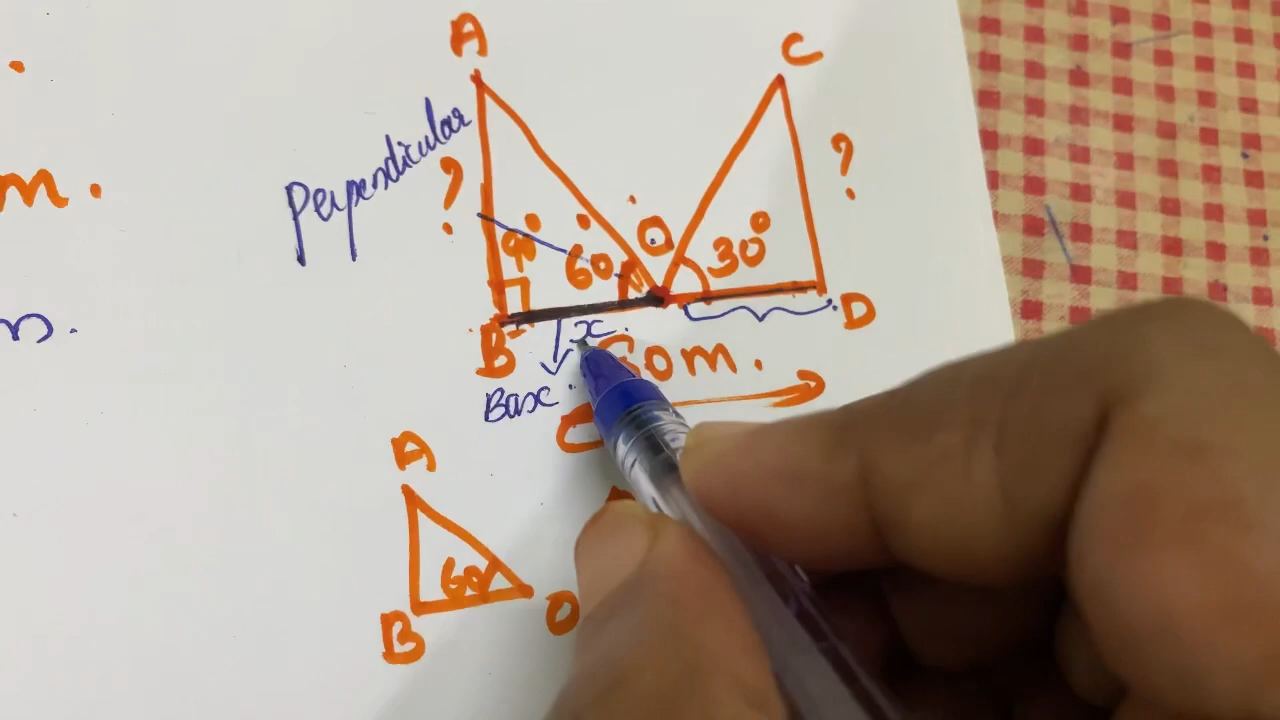 A
C
Perpendicular
?
?
90°
60°
O
30°
B
x
D
60m.
Base
m.
A
60
B
O